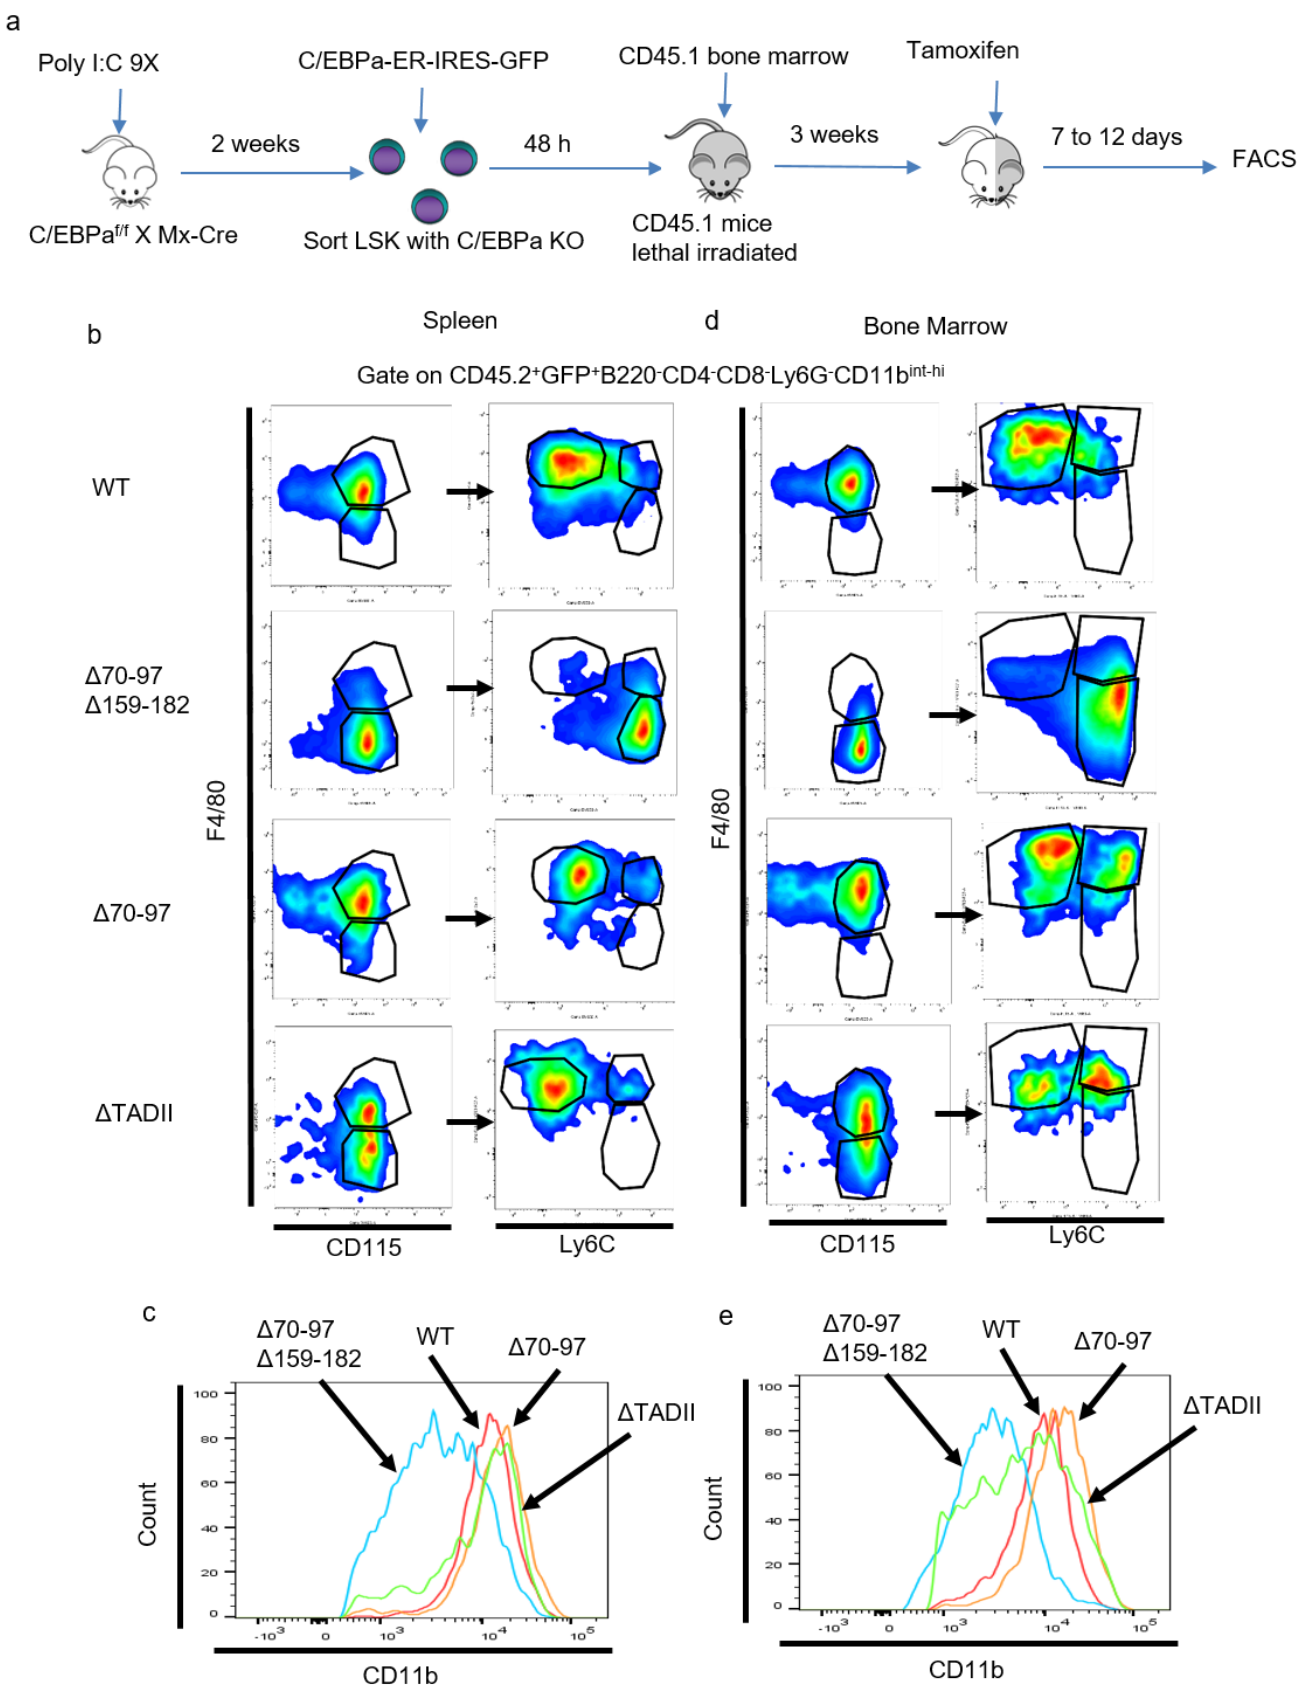 a
Poly I:C 9X
C/EBPa-ER-IRES-GFP
CD45.1 bone marrow
Tamoxifen
2 weeks
48 h
3 weeks
7 to 12 days
FACS
C/EBPa^f/f X Mx-Cre
Sort LSK with C/EBPa KO
CD45.1 mice
lethal irradiated
b
Spleen
d
Bone Marrow
Gate on CD45.2⁺GFP⁺B220⁻CD4⁻CD8⁻Ly6G⁻CD11b^int-hi
WT
Δ70-97
Δ159-182
Δ70-97
ΔTADII
F4/80
F4/80
CD115
Ly6C
CD115
Ly6C
c
Δ70-97
Δ159-182
WT
Δ70-97
ΔTADII
100
80
60
40
20
0
Count
-10³
0
10³
10⁴
10⁵
CD11b
e
Δ70-97
Δ159-182
WT
Δ70-97
ΔTADII
100
80
60
40
20
0
Count
-10³
0
10³
10⁴
10⁵
CD11b